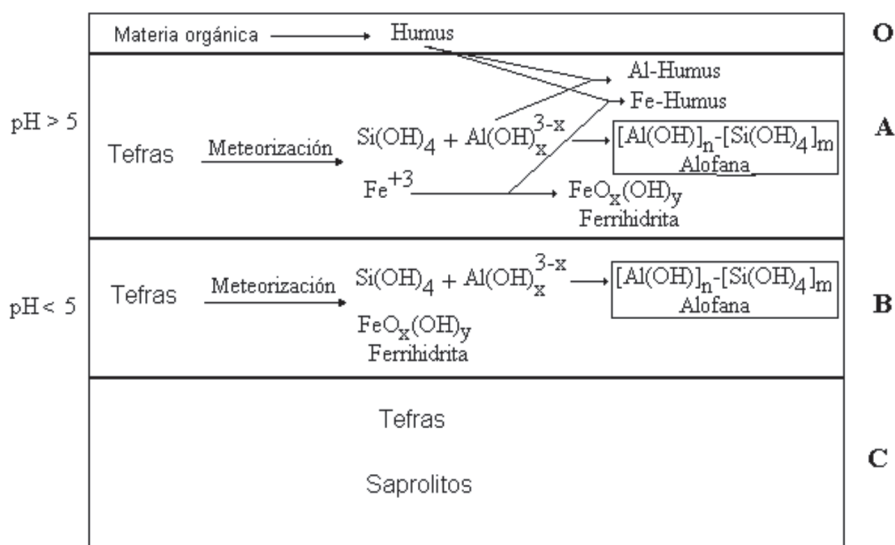 Materia orgánica Humus O
Al-Humus
Fe-Humus
pH > 5 A
Tefras Meteorización Si(OH)4 + Al(OH)x^3-x [Al(OH)]n-[Si(OH)4]m
Alofana
Fe+3 FeOx(OH)y
Ferrihidrita
pH < 5 B
Tefras Meteorización Si(OH)4 + Al(OH)x^3-x [Al(OH)]n-[Si(OH)4]m
Alofana
FeOx(OH)y
Ferrihidrita
Tefras
C
Saprolitos